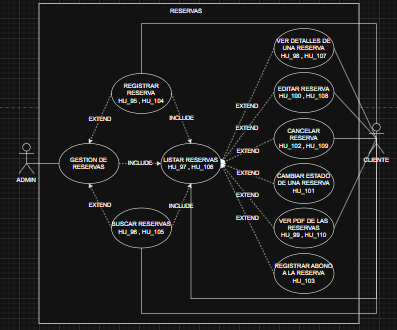 RESERVAS
VER DETALLES DE
UNA RESERVA
HU_98 , HU_107
REGISTRAR
RESERVA
HU_95 , HU_104
EXTEND
EDITAR RESERVA
HU_100 , HU_108
EXTEND
INCLUDE
EXTEND
EXTEND
CANCELAR
RESERVA
HU_102 , HU_109
ADMIN
GESTION DE
RESERVAS
INCLUDE
LISTAR RESERVAS
HU_97 , HU_106
EXTEND
CLIENTE
CAMBIAR ESTADO
DE UNA RESERVA
HU_101
EXTEND
EXTEND
INCLUDE
BUSCAR RESERVAS
HU_96 , HU_105
EXTEND
VER PDF DE LAS
RESERVAS
HU_99 , HU_110
REGISTRAR ABONO
A LA RESERVA
HU_103